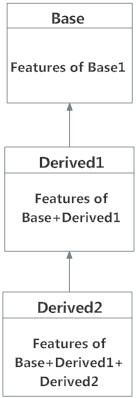 Base
Features of Base1
Derived1
Features of
Base+Derived1
Derived2
Features of
Base+Derived1+
Derived2